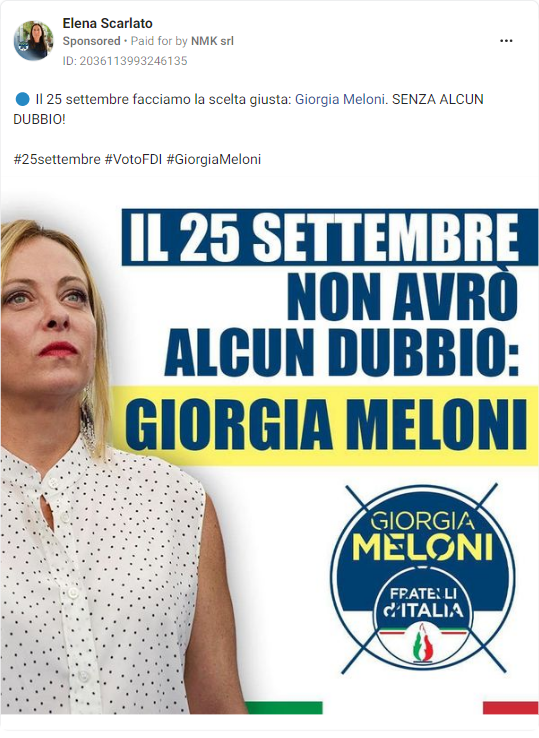 Elena Scarlato
Sponsored • Paid for by NMK srl
ID: 2036113993246135
Il 25 settembre facciamo la scelta giusta: Giorgia Meloni. SENZA ALCUN
DUBBIO!
#25settembre #VotoFDI #GiorgiaMeloni
IL 25 SETTEMBRE
NON AVRÒ
ALCUN DUBBIO:
GIORGIA MELONI
GIORGIA
MELONI
FRATELLI
d'ITALIA